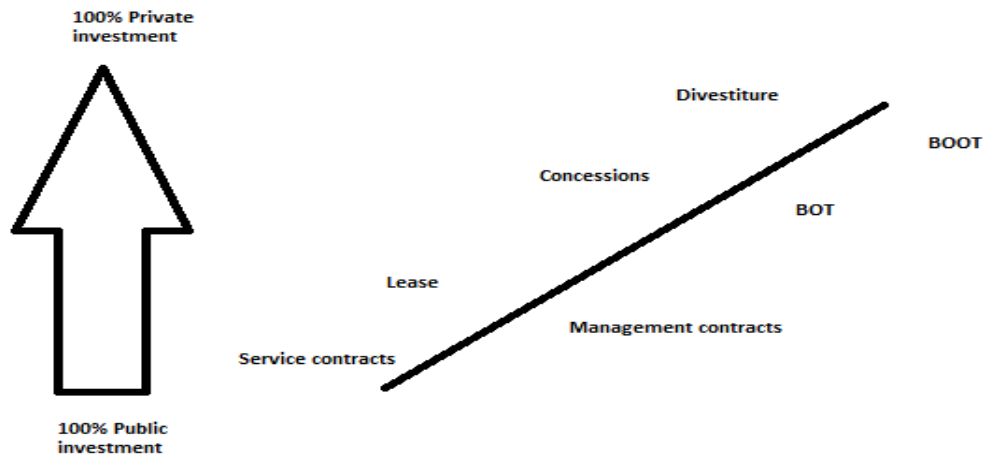 100% Private
investment
Divestiture
BOOT
Concessions
BOT
Lease
Management contracts
Service contracts
100% Public
investment